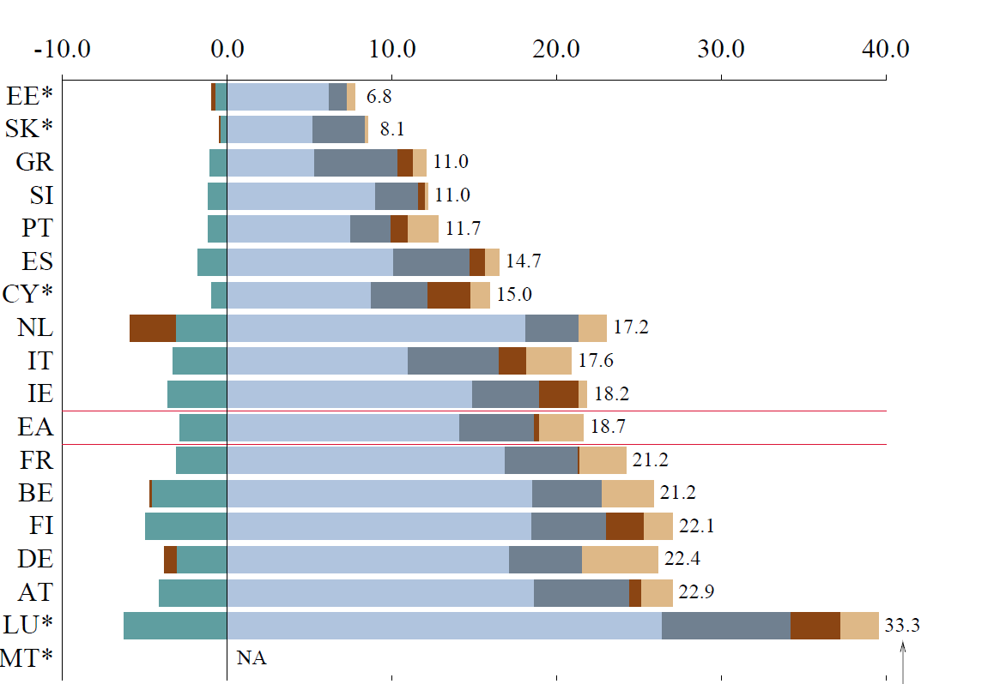 -10.0 0.0 10.0 20.0 30.0 40.0
EE* 6.8
SK* 8.1
GR 11.0
SI 11.0
PT 11.7
ES 14.7
CY* 15.0
NL 17.2
IT 17.6
IE 18.2
EA 18.7
FR 21.2
BE 21.2
FI 22.1
DE 22.4
AT 22.9
LU* 33.3
MT* NA